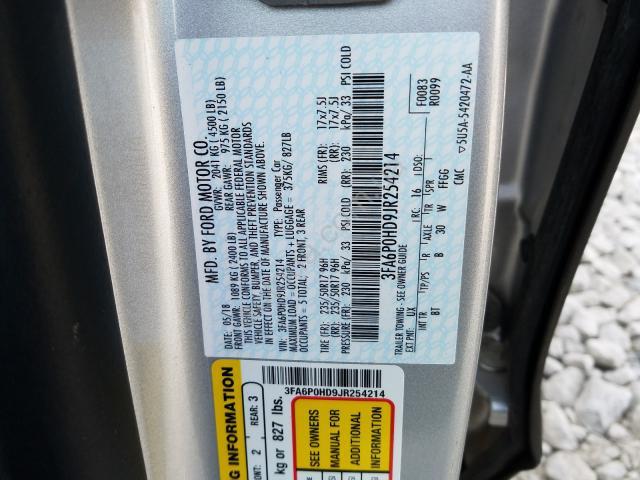 MFD. BY FORD MOTOR CO.
DATE: 05/18 GVWR: 2041 KG ( 4500 LB)
FRONT GAWR: 1089 KG ( 2400 LB) REAR GAWR: 975 KG ( 2150 LB)
THIS VEHICLE CONFORMS TO ALL APPLICABLE FEDERAL MOTOR
VEHICLE SAFETY, BUMPER, AND THEFT PREVENTION STANDARDS
IN EFFECT ON THE DATE OF MANUFACTURE SHOWN ABOVE.
VIN: 3FA6P0HD9JR254214 TYPE: Passenger Car
MAXIMUM LOAD = OCCUPANTS + LUGGAGE = 375KG/ 827LB
OCCUPANTS = 5 TOTAL; 2 FRONT, 3 REAR
TIRE (FR): 235/50R17 96H RIMS (FR): 17x7.5J
(RR): 235/50R17 96H (RR): 17x7.5J
PRESSURE (FR): 230 kPa/ 33 PSI COLD (RR): 230 kPa/ 33 PSI COLD
3FA6P0HD9JR254214
F0083
R0099
TRAILER TOWING - SEE OWNER GUIDE
EXT PNT: UX RC: 16 DSO:
INT TR TP/PS R AXLE TR SPR
BT B 30 W FFGG
CMC
5U5A-5420472-AA
3FA6P0HD9JR254214
NG INFORMATION
ONT: 2 REAR: 3
kg or 827 lbs.
SEE OWNERS
MANUAL FOR
ADDITIONAL
INFORMATION